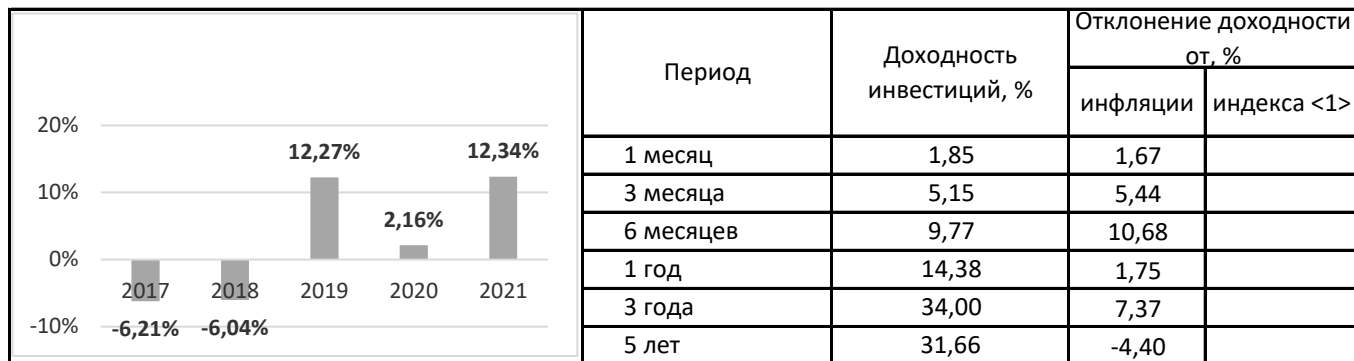 20%
10%
0%
-10%
12,27%
12,34%
2,16%
2017 2018 2019 2020 2021
-6,21% -6,04%
Период
Доходность
инвестиций, %
Отклонение доходности
от, %
инфляции индекса <1>
1 месяц 1,85 1,67
3 месяца 5,15 5,44
6 месяцев 9,77 10,68
1 год 14,38 1,75
3 года 34,00 7,37
5 лет 31,66 -4,40